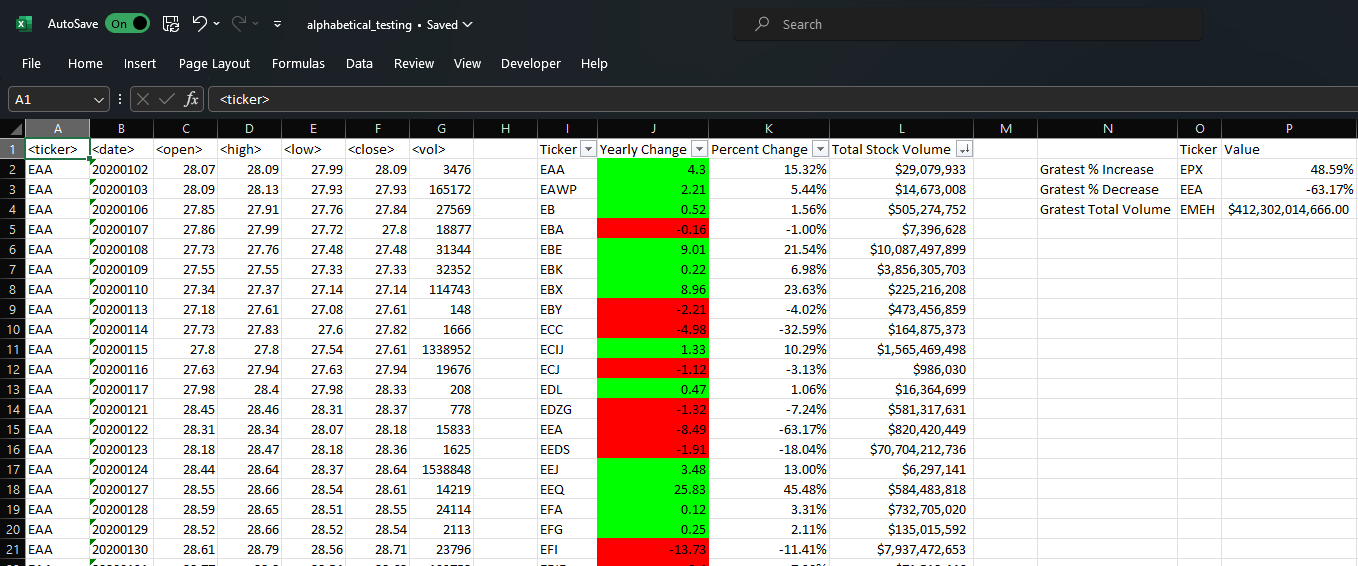 AutoSave On alphabetical_testing • Saved Search
File Home Insert Page Layout Formulas Data Review View Developer Help
A1 fx <ticker>
A B C D E F G H I J K L M N O P
1 <ticker> <date> <open> <high> <low> <close> <vol> Ticker Yearly Change Percent Change Total Stock Volume Ticker Value
2 EAA 20200102 28.07 28.09 27.99 28.09 3476 EAA 4.3 15.32% $29,079,933 Gratest % Increase EPX 48.59%
3 EAA 20200103 28.09 28.13 27.93 27.93 165172 EAWP 2.21 5.44% $14,673,008 Gratest % Decrease EEA -63.17%
4 EAA 20200106 27.85 27.91 27.76 27.84 27569 EB 0.52 1.56% $505,274,752 Gratest Total Volume EMEH $412,302,014,666.00
5 EAA 20200107 27.86 27.99 27.72 27.8 18877 EBA -0.16 -1.00% $7,396,628
6 EAA 20200108 27.73 27.76 27.48 27.48 31344 EBE 9.01 21.54% $10,087,497,899
7 EAA 20200109 27.55 27.55 27.33 27.33 32352 EBK 0.22 6.98% $3,856,305,703
8 EAA 20200110 27.34 27.37 27.14 27.14 114743 EBX 8.96 23.63% $225,216,208
9 EAA 20200113 27.18 27.61 27.08 27.61 148 EBY -2.21 -4.02% $473,456,859
10 EAA 20200114 27.73 27.83 27.6 27.82 1666 ECC -4.98 -32.59% $164,875,373
11 EAA 20200115 27.8 27.8 27.54 27.61 1338952 ECIJ 1.33 10.29% $1,565,469,498
12 EAA 20200116 27.63 27.94 27.63 27.94 19676 ECJ -1.12 -3.13% $986,030
13 EAA 20200117 27.98 28.4 27.98 28.33 208 EDL 0.47 1.06% $16,364,699
14 EAA 20200121 28.45 28.46 28.31 28.37 778 EDZG -1.32 -7.24% $581,317,631
15 EAA 20200122 28.31 28.34 28.07 28.18 15833 EEA -8.49 -63.17% $820,420,449
16 EAA 20200123 28.18 28.47 28.18 28.36 1625 EEDS -1.91 -18.04% $70,704,212,736
17 EAA 20200124 28.44 28.64 28.37 28.64 1538848 EEJ 3.48 13.00% $6,297,141
18 EAA 20200127 28.55 28.66 28.54 28.61 14219 EEQ 25.83 45.48% $584,483,818
19 EAA 20200128 28.59 28.65 28.51 28.55 24114 EFA 0.12 3.31% $732,705,020
20 EAA 20200129 28.52 28.66 28.52 28.54 2113 EFG 0.25 2.11% $135,015,592
21 EAA 20200130 28.61 28.79 28.56 28.71 23796 EFI -13.73 -11.41% $7,937,472,653